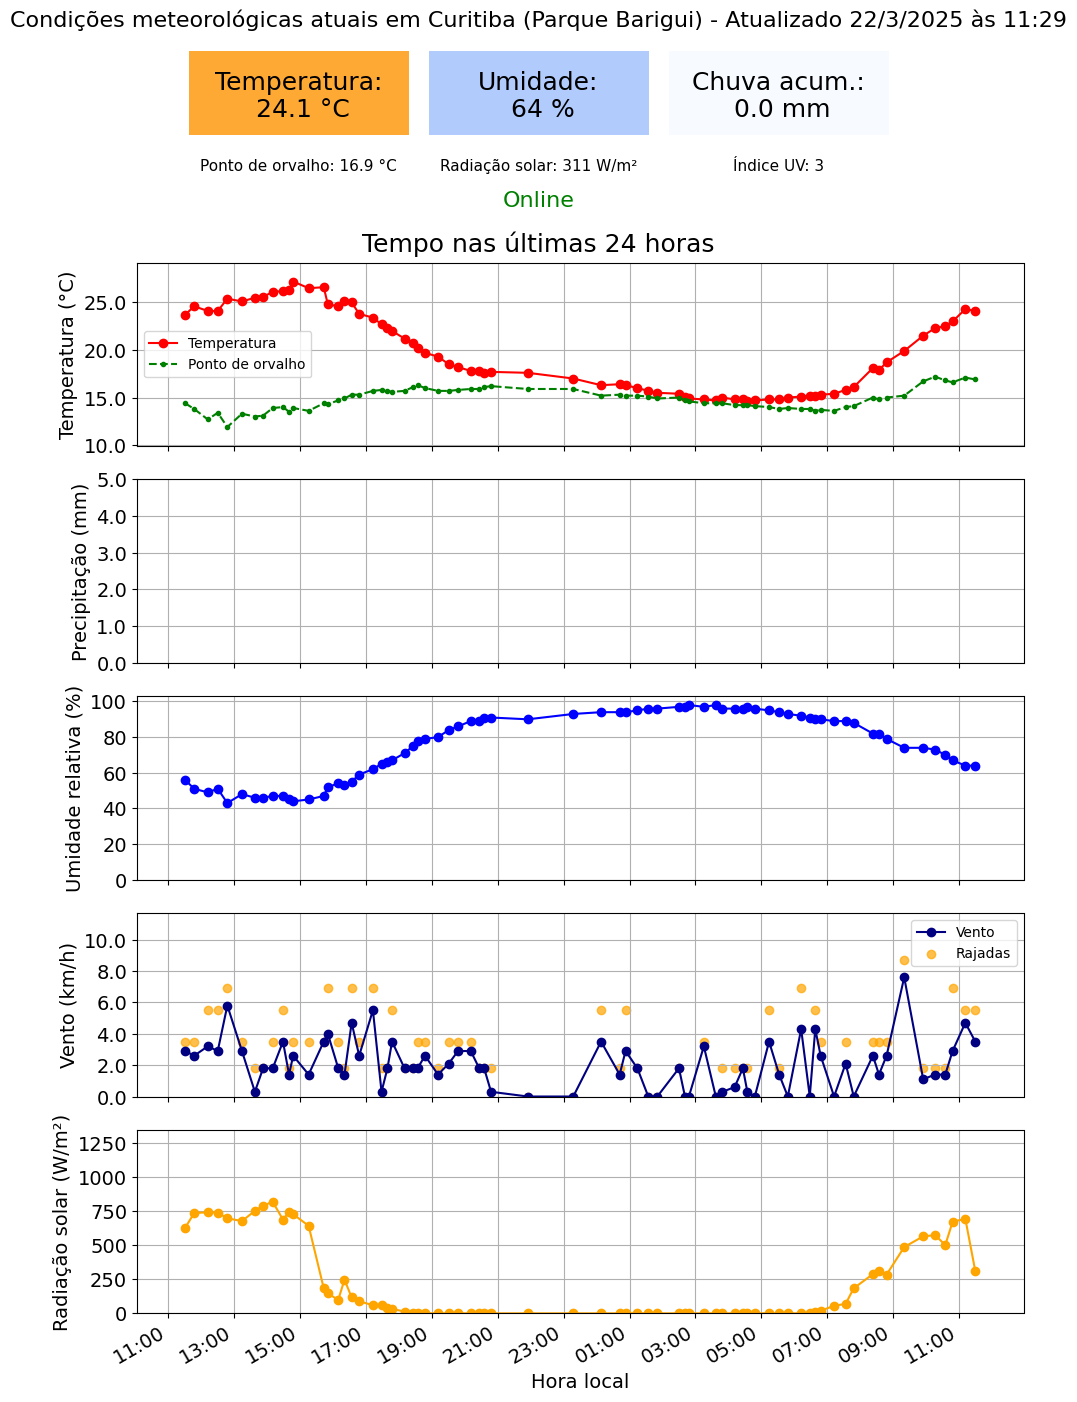 Condições meteorológicas atuais em Curitiba (Parque Barigui) - Atualizado 22/3/2025 às 11:29
Temperatura:
24.1 °C
Umidade:
64 %
Chuva acum.:
0.0 mm
Ponto de orvalho: 16.9 °C
Radiação solar: 311 W/m²
Índice UV: 3
Online
Tempo nas últimas 24 horas
Temperatura (°C)
25.0
20.0
15.0
10.0
Temperatura
Ponto de orvalho
Precipitação (mm)
5.0
4.0
3.0
2.0
1.0
0.0
Umidade relativa (%)
100
80
60
40
20
0
Vento (km/h)
10.0
8.0
6.0
4.0
2.0
0.0
Vento
Rajadas
Radiação solar (W/m²)
1250
1000
750
500
250
0
11:00
13:00
15:00
17:00
19:00
21:00
23:00
01:00
03:00
05:00
07:00
09:00
11:00
Hora local